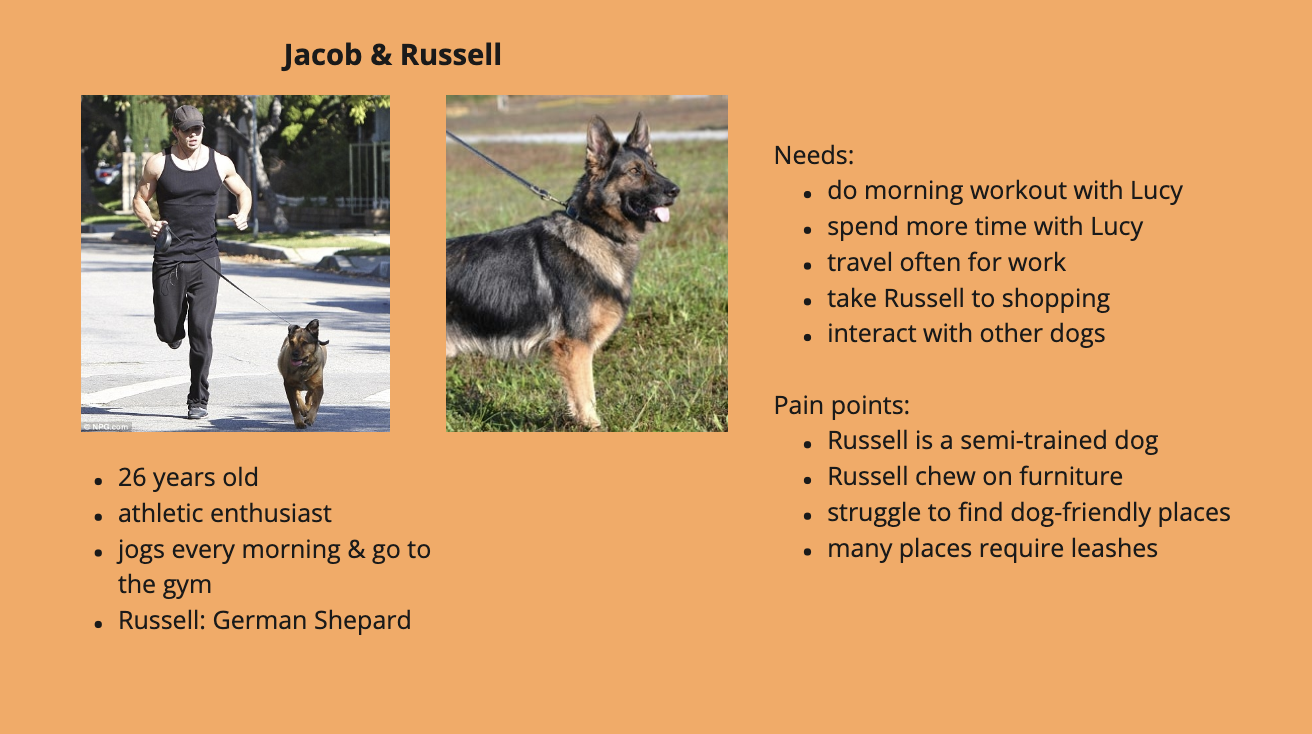 Jacob & Russell
© NPG.com
26 years old
athletic enthusiast
jogs every morning & go to
the gym
Russell: German Shepard
Needs:
do morning workout with Lucy
spend more time with Lucy
travel often for work
take Russell to shopping
interact with other dogs
Pain points:
Russell is a semi-trained dog
Russell chew on furniture
struggle to find dog-friendly places
many places require leashes